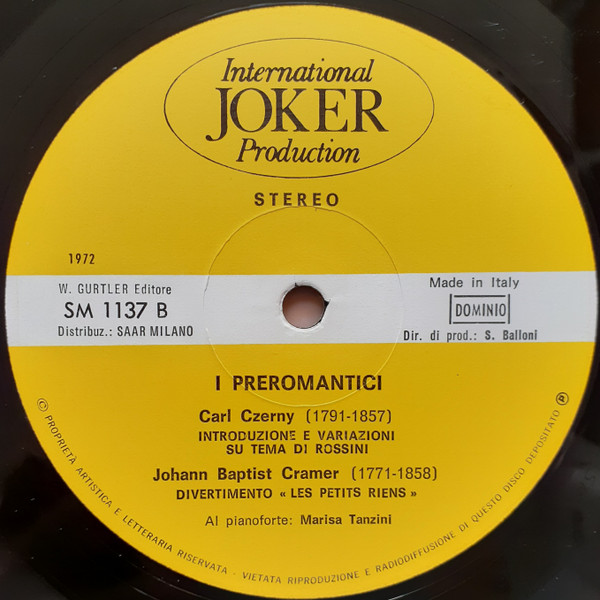 International
JOKER
Production
STEREO
1972
W. GURTLER Editore
SM 1137 B
Distribuz.: SAAR MILANO
Made in Italy
DOMINIO
Dir. di prod.: S. Balloni
I PREROMANTICI
Carl Czerny (1791-1857)
INTRODUZIONE E VARIAZIONI
SU TEMA DI ROSSINI
Johann Baptist Cramer (1771-1858)
DIVERTIMENTO « LES PETITS RIENS »
Al pianoforte: Marisa Tanzini
© PROPRIETÀ ARTISTICA E LETTERARIA RISERVATA - VIETATA RIPRODUZIONE E RADIODIFFUSIONE DI QUESTO DISCO DEPOSITATO ℗